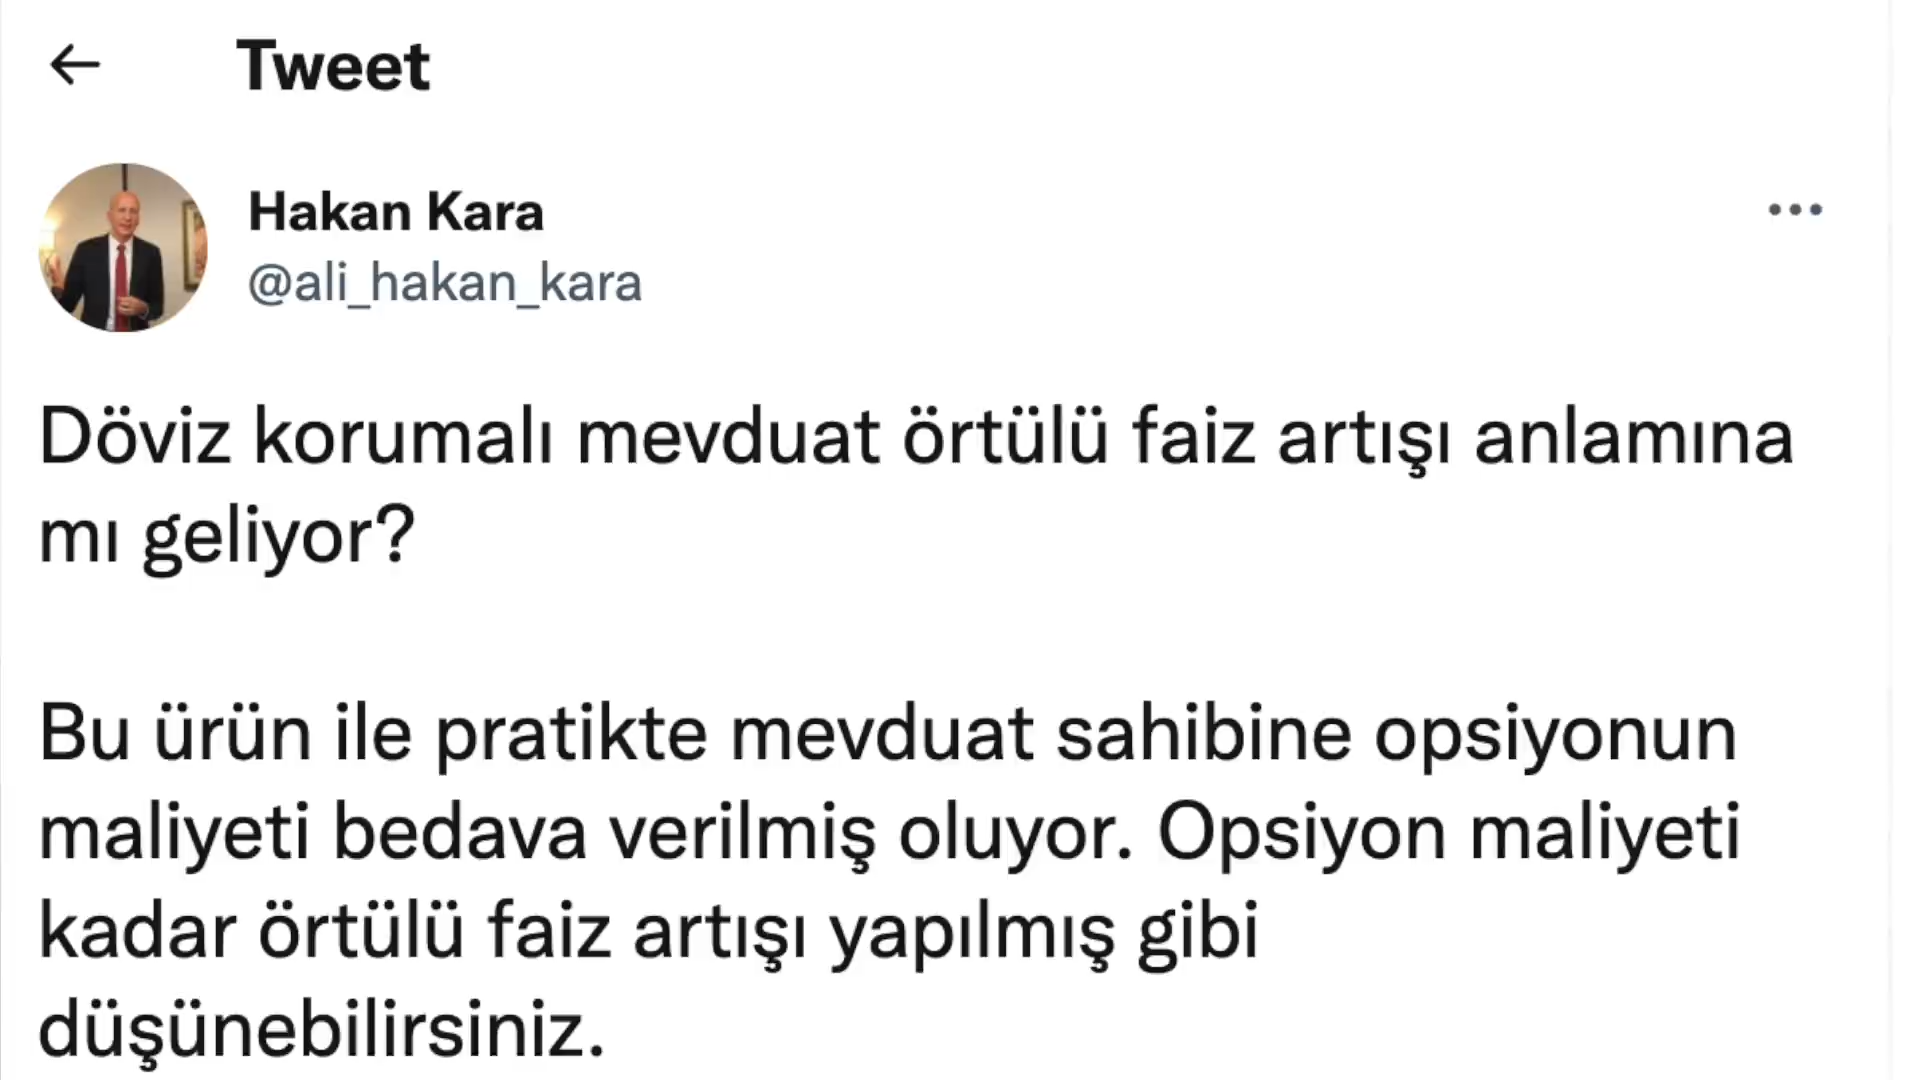 Tweet
Hakan Kara
@ali_hakan_kara
Döviz korumalı mevduat örtülü faiz artışı anlamına
mı geliyor?
Bu ürün ile pratikte mevduat sahibine opsiyonun
maliyeti bedava verilmiş oluyor. Opsiyon maliyeti
kadar örtülü faiz artışı yapılmış gibi
düşünebilirsiniz.